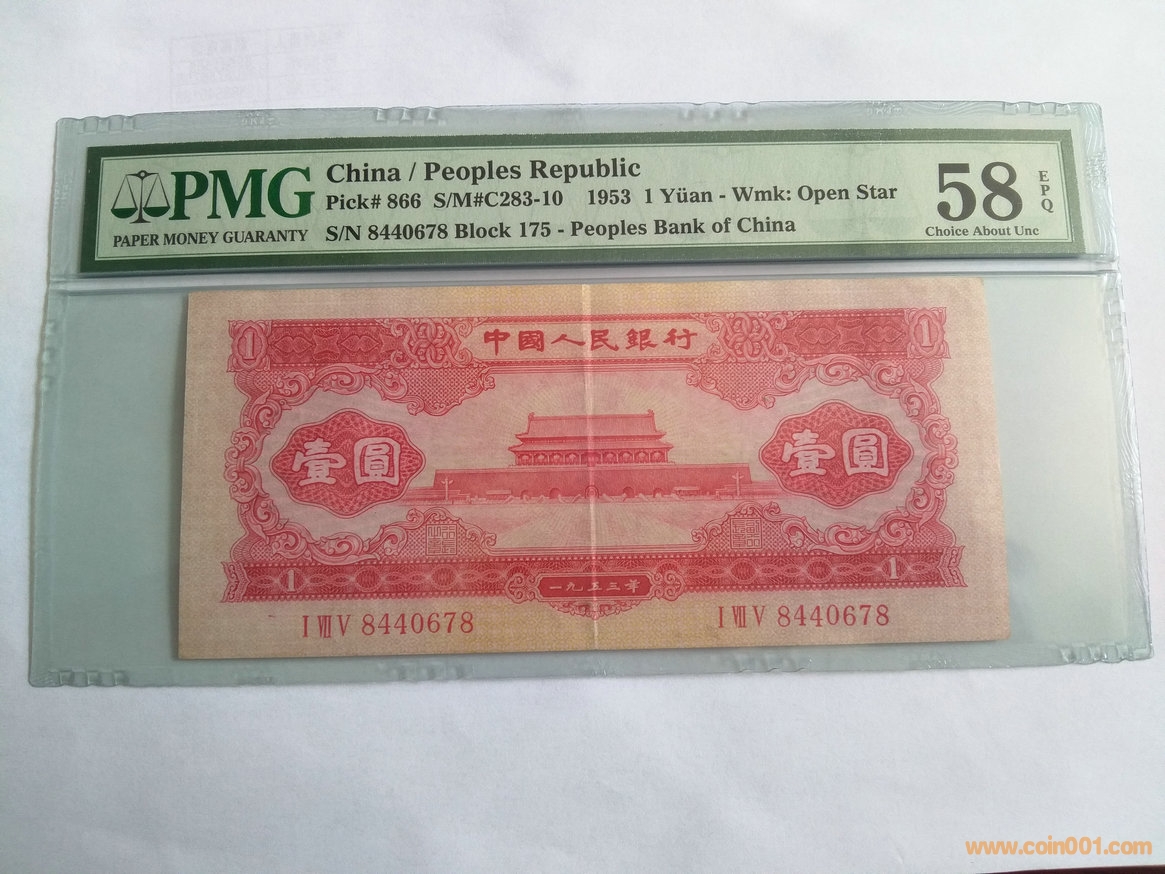 PMG
PAPER MONEY GUARANTY
China / Peoples Republic
Pick# 866 S/M#C283-10 1953 1 Yüan - Wmk: Open Star
S/N 8440678 Block 175 - Peoples Bank of China
58
EPQ
Choice About Unc
1
中國人民銀行
1
壹圓
壹圓
1
一九五三年
1
I VII V 8440678
I VII V 8440678
www.coin001.com